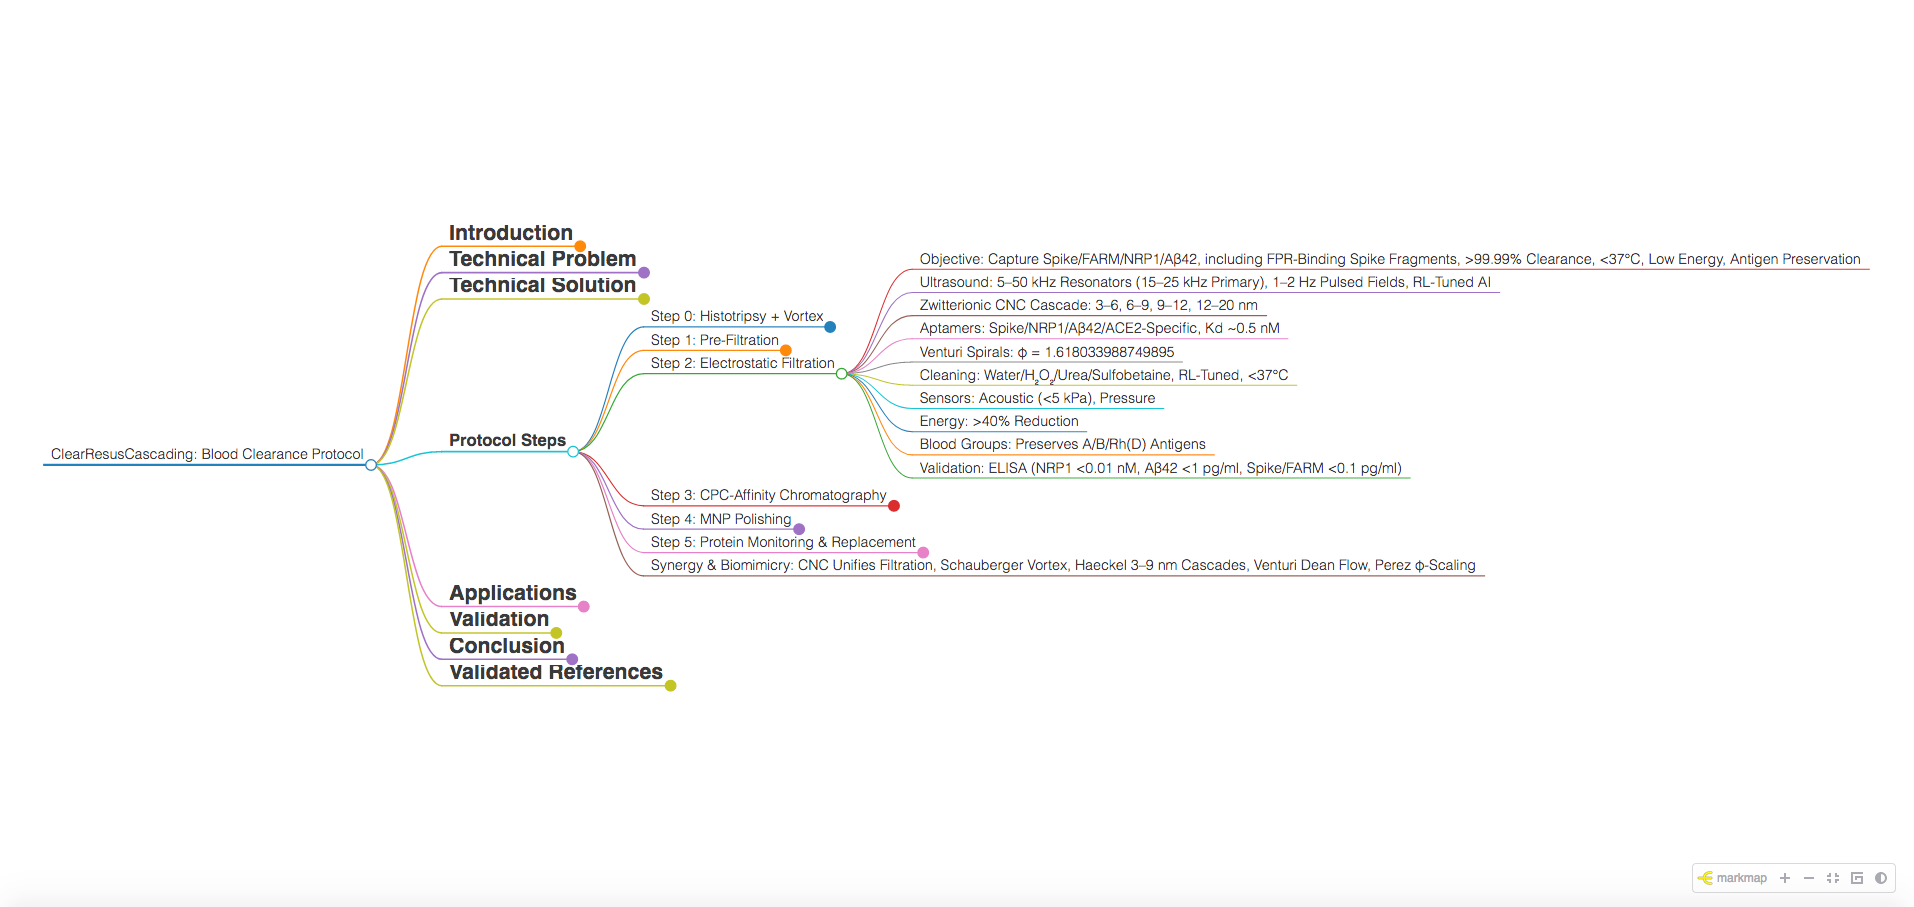 Introduction
Technical Problem
Technical Solution
Step 0: Histotripsy + Vortex
Step 1: Pre-Filtration
Step 2: Electrostatic Filtration
Objective: Capture Spike/FARM/NRP1/Aβ42, including FPR-Binding Spike Fragments, >99.99% Clearance, <37°C, Low Energy, Antigen Preservation
Ultrasound: 5–50 kHz Resonators (15–25 kHz Primary), 1–2 Hz Pulsed Fields, RL-Tuned AI
Zwitterionic CNC Cascade: 3–6, 6–9, 9–12, 12–20 nm
Aptamers: Spike/NRP1/Aβ42/ACE2-Specific, Kd ~0.5 nM
Venturi Spirals: φ = 1.618033988749895
Cleaning: Water/H₂O₂/Urea/Sulfobetaine, RL-Tuned, <37°C
Sensors: Acoustic (<5 kPa), Pressure
Energy: >40% Reduction
Blood Groups: Preserves A/B/Rh(D) Antigens
Validation: ELISA (NRP1 <0.01 nM, Aβ42 <1 pg/ml, Spike/FARM <0.1 pg/ml)
Protocol Steps
ClearResusCascading: Blood Clearance Protocol
Step 3: CPC-Affinity Chromatography
Step 4: MNP Polishing
Step 5: Protein Monitoring & Replacement
Synergy & Biomimicry: CNC Unifies Filtration, Schauberger Vortex, Haeckel 3–9 nm Cascades, Venturi Dean Flow, Perez φ-Scaling
Applications
Validation
Conclusion
Validated References
markmap